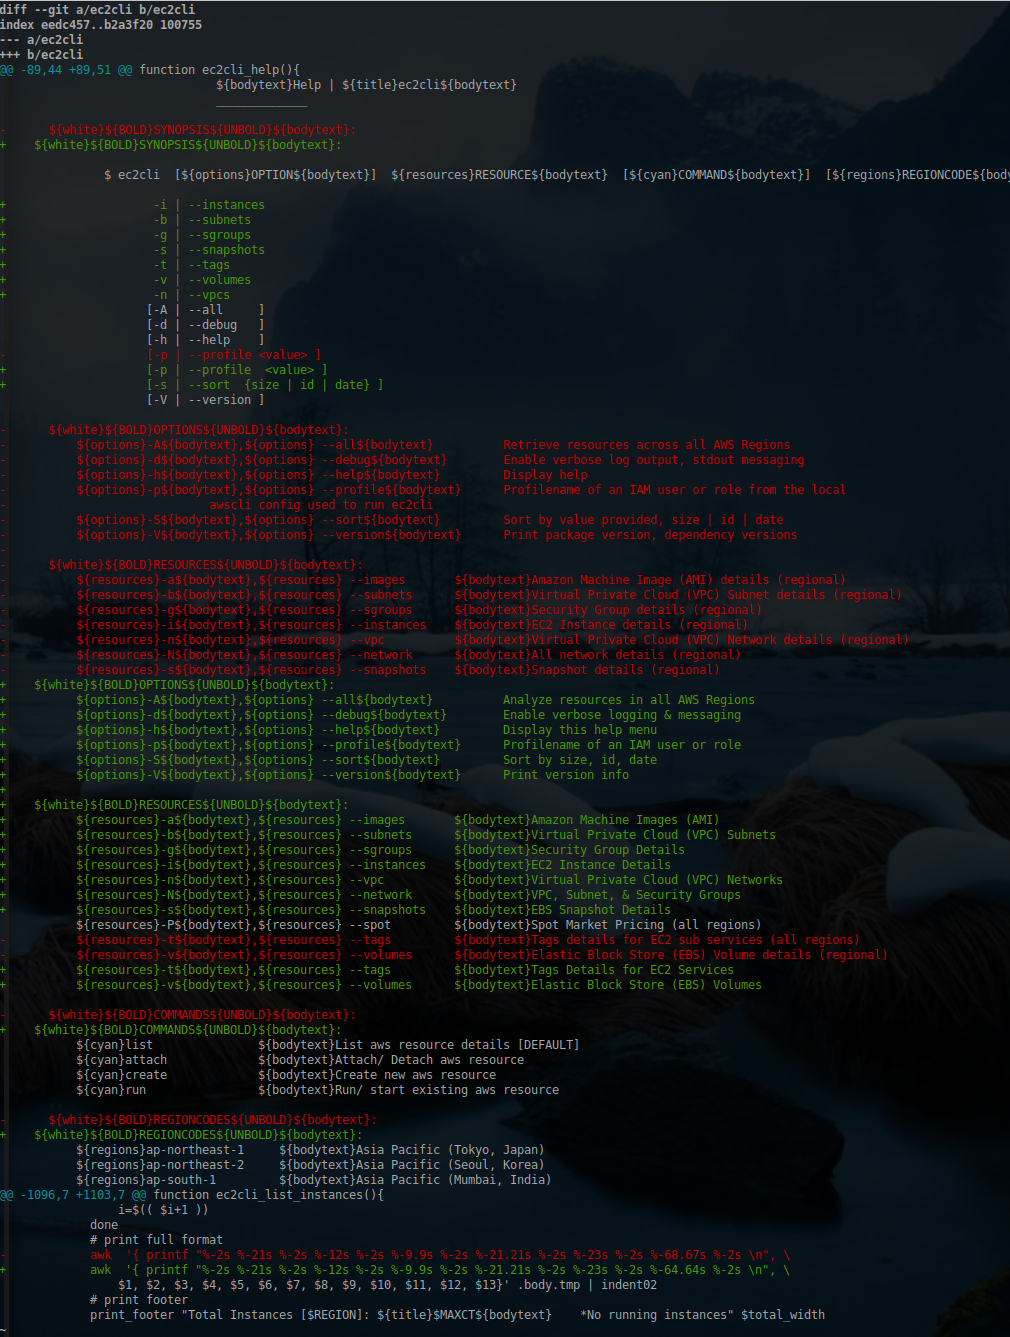 diff --git a/ec2cli b/ec2cli
index eedc457..b2a3f20 100755
--- a/ec2cli
+++ b/ec2cli
@@ -89,44 +89,51 @@ function ec2cli_help(){
                               ${bodytext}Help | ${title}ec2cli${bodytext}
                               _____________
-      ${white}${BOLD}SYNOPSIS${UNBOLD}${bodytext}:
+    ${white}${BOLD}SYNOPSIS${UNBOLD}${bodytext}:
               $ ec2cli  [${options}OPTION${bodytext}]  ${resources}RESOURCE${bodytext}  [${cyan}COMMAND${bodytext}]  [${regions}REGIONCODE${body
+                     -i | --instances
+                     -b | --subnets
+                     -g | --sgroups
+                     -s | --snapshots
+                     -t | --tags
+                     -v | --volumes
+                     -n | --vpcs
                     [-A | --all     ]
                     [-d | --debug   ]
                     [-h | --help    ]
-                    [-p | --profile <value> ]
+                    [-p | --profile  <value> ]
+                    [-s | --sort  {size | id | date} ]
                     [-V | --version ]
-      ${white}${BOLD}OPTIONS${UNBOLD}${bodytext}:
-          ${options}-A${bodytext},${options} --all${bodytext}          Retrieve resources across all AWS Regions
-          ${options}-d${bodytext},${options} --debug${bodytext}        Enable verbose log output, stdout messaging
-          ${options}-h${bodytext},${options} --help${bodytext}         Display help
-          ${options}-p${bodytext},${options} --profile${bodytext}      Profilename of an IAM user or role from the local
-                             awscli config used to run ec2cli
-          ${options}-S${bodytext},${options} --sort${bodytext}         Sort by value provided, size | id | date
-          ${options}-V${bodytext},${options} --version${bodytext}      Print package version, dependency versions
-
-      ${white}${BOLD}RESOURCES${UNBOLD}${bodytext}:
-          ${resources}-a${bodytext},${resources} --images       ${bodytext}Amazon Machine Image (AMI) details (regional)
-          ${resources}-b${bodytext},${resources} --subnets      ${bodytext}Virtual Private Cloud (VPC) Subnet details (regional)
-          ${resources}-g${bodytext},${resources} --sgroups      ${bodytext}Security Group details (regional)
-          ${resources}-i${bodytext},${resources} --instances    ${bodytext}EC2 Instance details (regional)
-          ${resources}-n${bodytext},${resources} --vpc          ${bodytext}Virtual Private Cloud (VPC) Network details (regional)
-          ${resources}-N${bodytext},${resources} --network      ${bodytext}All network details (regional)
-          ${resources}-s${bodytext},${resources} --snapshots    ${bodytext}Snapshot details (regional)
+    ${white}${BOLD}OPTIONS${UNBOLD}${bodytext}:
+          ${options}-A${bodytext},${options} --all${bodytext}          Analyze resources in all AWS Regions
+          ${options}-d${bodytext},${options} --debug${bodytext}        Enable verbose logging & messaging
+          ${options}-h${bodytext},${options} --help${bodytext}         Display this help menu
+          ${options}-p${bodytext},${options} --profile${bodytext}      Profilename of an IAM user or role
+          ${options}-S${bodytext},${options} --sort${bodytext}         Sort by size, id, date
+          ${options}-V${bodytext},${options} --version${bodytext}      Print version info
+
+    ${white}${BOLD}RESOURCES${UNBOLD}${bodytext}:
+          ${resources}-a${bodytext},${resources} --images       ${bodytext}Amazon Machine Images (AMI)
+          ${resources}-b${bodytext},${resources} --subnets      ${bodytext}Virtual Private Cloud (VPC) Subnets
+          ${resources}-g${bodytext},${resources} --sgroups      ${bodytext}Security Group Details
+          ${resources}-i${bodytext},${resources} --instances    ${bodytext}EC2 Instance Details
+          ${resources}-n${bodytext},${resources} --vpc          ${bodytext}Virtual Private Cloud (VPC) Networks
+          ${resources}-N${bodytext},${resources} --network      ${bodytext}VPC, Subnet, & Security Groups
+          ${resources}-s${bodytext},${resources} --snapshots    ${bodytext}EBS Snapshot Details
           ${resources}-P${bodytext},${resources} --spot         ${bodytext}Spot Market Pricing (all regions)
-          ${resources}-t${bodytext},${resources} --tags         ${bodytext}Tags details for EC2 sub services (all regions)
-          ${resources}-v${bodytext},${resources} --volumes      ${bodytext}Elastic Block Store (EBS) Volume details (regional)
+          ${resources}-t${bodytext},${resources} --tags         ${bodytext}Tags Details for EC2 Services
+          ${resources}-v${bodytext},${resources} --volumes      ${bodytext}Elastic Block Store (EBS) Volumes
-      ${white}${BOLD}COMMANDS${UNBOLD}${bodytext}:
+    ${white}${BOLD}COMMANDS${UNBOLD}${bodytext}:
           ${cyan}list               ${bodytext}List aws resource details [DEFAULT]
           ${cyan}attach             ${bodytext}Attach/ Detach aws resource
           ${cyan}create             ${bodytext}Create new aws resource
           ${cyan}run                ${bodytext}Run/ start existing aws resource
-      ${white}${BOLD}REGIONCODES${UNBOLD}${bodytext}:
+    ${white}${BOLD}REGIONCODES${UNBOLD}${bodytext}:
           ${regions}ap-northeast-1     ${bodytext}Asia Pacific (Tokyo, Japan)
           ${regions}ap-northeast-2     ${bodytext}Asia Pacific (Seoul, Korea)
           ${regions}ap-south-1         ${bodytext}Asia Pacific (Mumbai, India)
@@ -1096,7 +1103,7 @@ function ec2cli_list_instances(){
                 i=$(( $i+1 ))
             done
             # print full format
-            awk  '{ printf "%-2s %-21s %-2s %-12s %-2s %-9.9s %-2s %-21.21s %-2s %-23s %-2s %-68.67s %-2s \n", \
+            awk  '{ printf "%-2s %-21s %-2s %-12s %-2s %-9.9s %-2s %-21.21s %-2s %-23s %-2s %-64.64s %-2s \n", \
                 $1, $2, $3, $4, $5, $6, $7, $8, $9, $10, $11, $12, $13}' .body.tmp | indent02
             # print footer
             print_footer "Total Instances [$REGION]: ${title}$MAXCT${bodytext}    *No running instances" $total_width
~